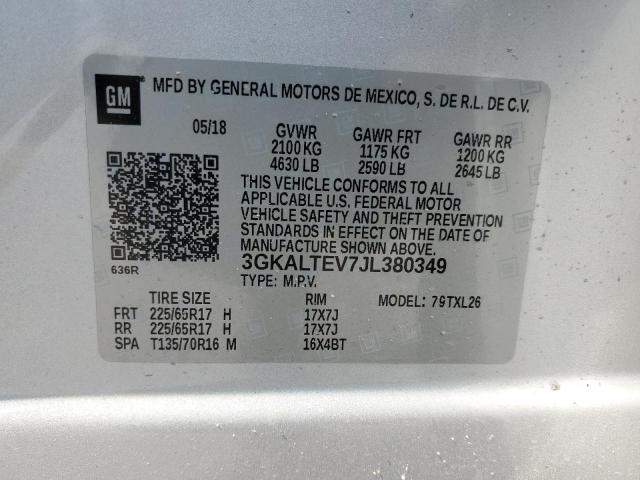 GM
MFD BY GENERAL MOTORS DE MEXICO, S. DE R.L. DE C.V.
05/18 GVWR GAWR FRT GAWR RR
2100 KG 1175 KG 1200 KG
4630 LB 2590 LB 2645 LB
THIS VEHICLE CONFORMS TO ALL
APPLICABLE U.S. FEDERAL MOTOR
VEHICLE SAFETY AND THEFT PREVENTION
STANDARDS IN EFFECT ON THE DATE OF
MANUFACTURE SHOWN ABOVE.
636R 3GKALTEV7JL380349
TYPE: M.P.V.
TIRE SIZE RIM MODEL: 79TXL26
FRT 225/65R17 H 17X7J
RR 225/65R17 H 17X7J
SPA T135/70R16 M 16X4BT